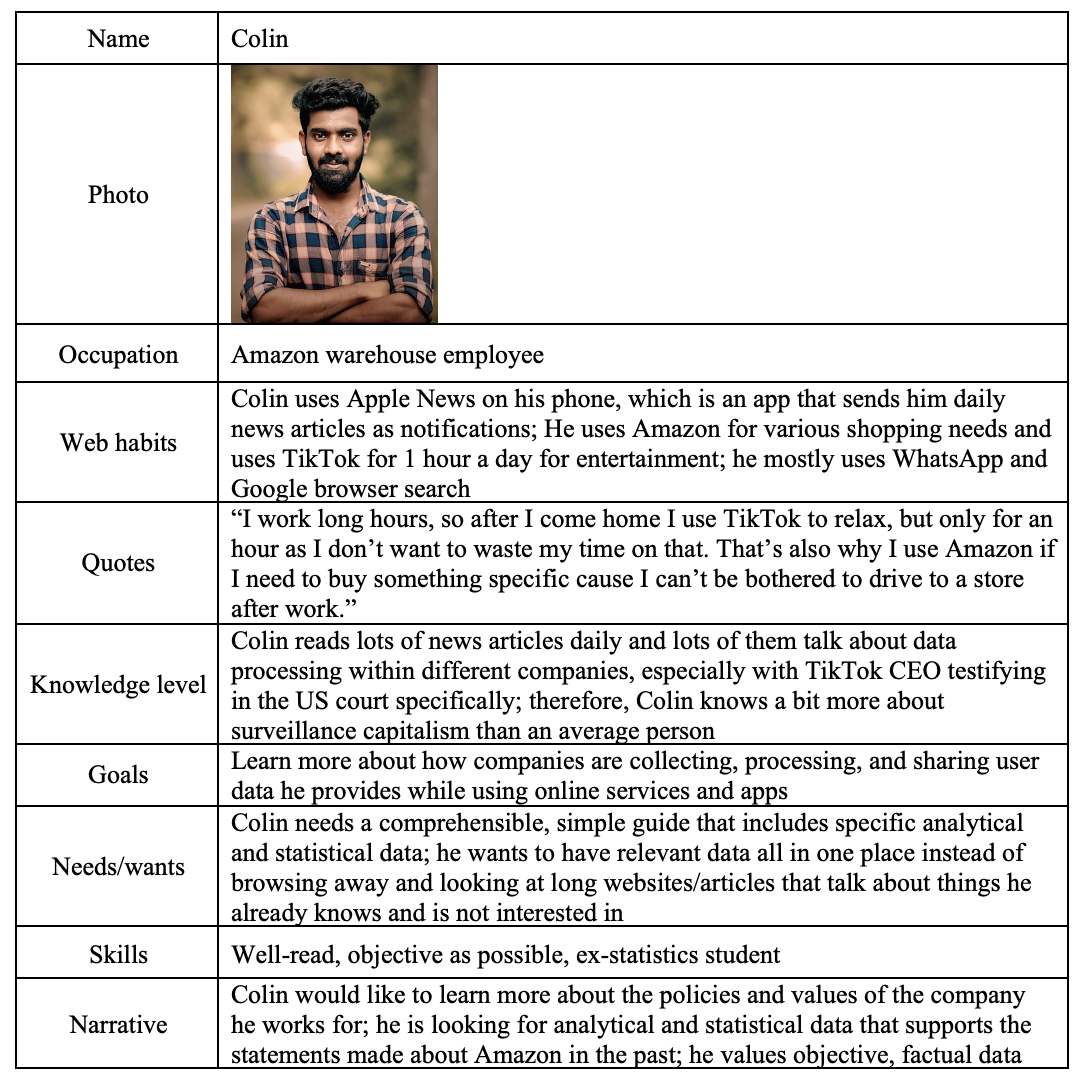 Name
Colin
Photo
Occupation
Amazon warehouse employee
Web habits
Colin uses Apple News on his phone, which is an app that sends him daily
news articles as notifications; He uses Amazon for various shopping needs and
uses TikTok for 1 hour a day for entertainment; he mostly uses WhatsApp and
Google browser search
Quotes
“I work long hours, so after I come home I use TikTok to relax, but only for an
hour as I don’t want to waste my time on that. That’s also why I use Amazon if
I need to buy something specific cause I can’t be bothered to drive to a store
after work.”
Knowledge level
Colin reads lots of news articles daily and lots of them talk about data
processing within different companies, especially with TikTok CEO testifying
in the US court specifically; therefore, Colin knows a bit more about
surveillance capitalism than an average person
Goals
Learn more about how companies are collecting, processing, and sharing user
data he provides while using online services and apps
Needs/wants
Colin needs a comprehensible, simple guide that includes specific analytical
and statistical data; he wants to have relevant data all in one place instead of
browsing away and looking at long websites/articles that talk about things he
already knows and is not interested in
Skills
Well-read, objective as possible, ex-statistics student
Narrative
Colin would like to learn more about the policies and values of the company
he works for; he is looking for analytical and statistical data that supports the
statements made about Amazon in the past; he values objective, factual data